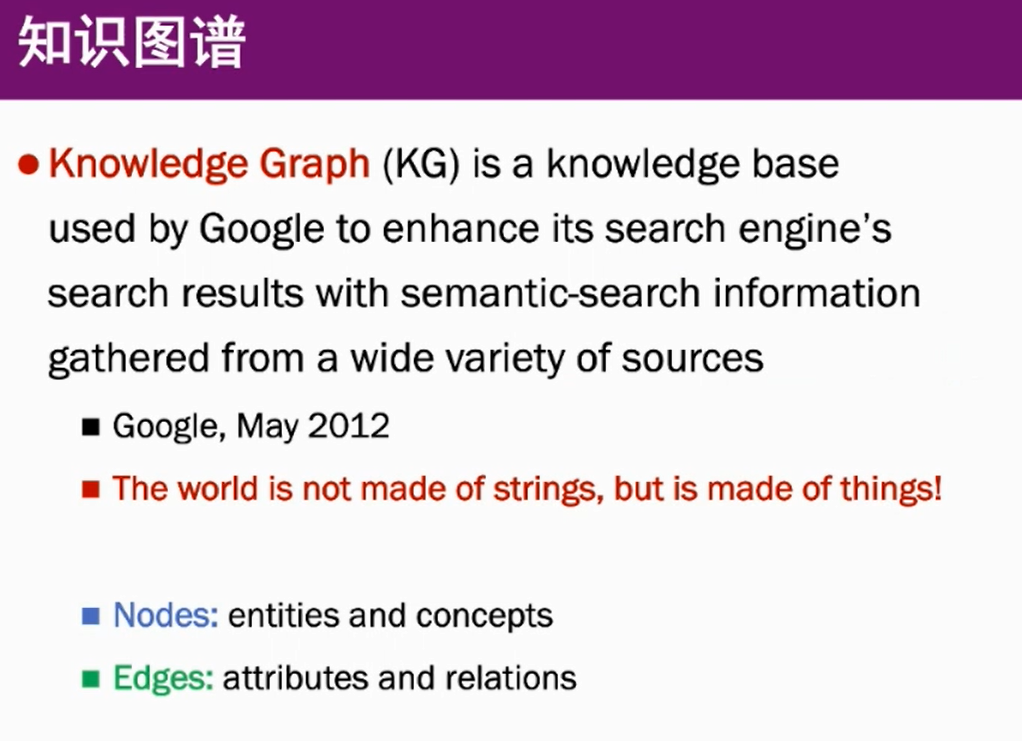 知识图谱
Knowledge Graph (KG) is a knowledge base
used by Google to enhance its search engine's
search results with semantic-search information
gathered from a wide variety of sources
Google, May 2012
The world is not made of strings, but is made of things!
Nodes: entities and concepts
Edges: attributes and relations